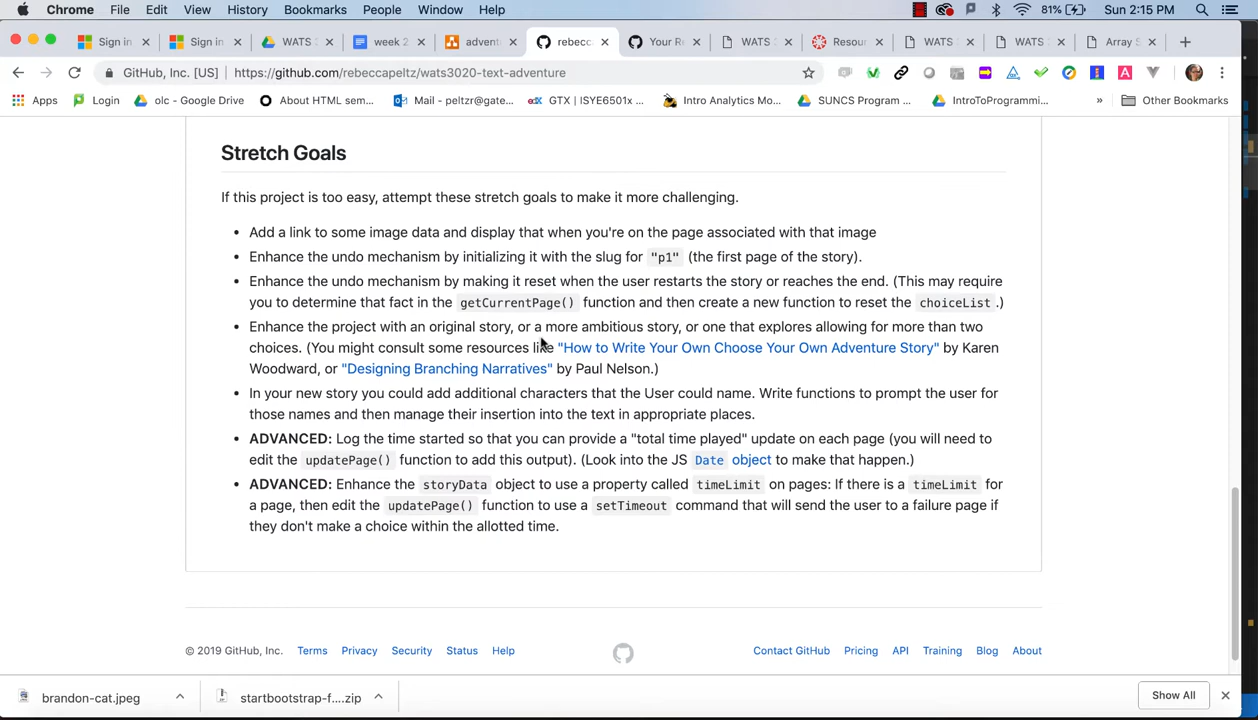 Chrome File Edit View History Bookmarks People Window Help 81% Sun 2:15 PM
Sign in Sign in WATS week 2 advent rebecc Your Re WATS Resour WATS WATS Array S
GitHub, Inc. [US] https://github.com/rebeccapeltz/wats3020-text-adventure
Apps Login olc - Google Drive About HTML sem... Mail - peltzr@gate... GTX | ISYE6501x ... Intro Analytics Mo... SUNCS Program ... IntroToProgrammi... » Other Bookmarks
Stretch Goals
If this project is too easy, attempt these stretch goals to make it more challenging.
• Add a link to some image data and display that when you're on the page associated with that image
• Enhance the undo mechanism by initializing it with the slug for "p1" (the first page of the story).
• Enhance the undo mechanism by making it reset when the user restarts the story or reaches the end. (This may require
you to determine that fact in the getCurrentPage() function and then create a new function to reset the choiceList.)
• Enhance the project with an original story, or a more ambitious story, or one that explores allowing for more than two
choices. (You might consult some resources like "How to Write Your Own Choose Your Own Adventure Story" by Karen
Woodward, or "Designing Branching Narratives" by Paul Nelson.)
• In your new story you could add additional characters that the User could name. Write functions to prompt the user for
those names and then manage their insertion into the text in appropriate places.
• ADVANCED: Log the time started so that you can provide a "total time played" update on each page (you will need to
edit the updatePage() function to add this output). (Look into the JS Date object to make that happen.)
• ADVANCED: Enhance the storyData object to use a property called timeLimit on pages: If there is a timeLimit for
a page, then edit the updatePage() function to use a setTimeout command that will send the user to a failure page if
they don't make a choice within the allotted time.
© 2019 GitHub, Inc. Terms Privacy Security Status Help Contact GitHub Pricing API Training Blog About
brandon-cat.jpeg startbootstrap-f....zip Show All